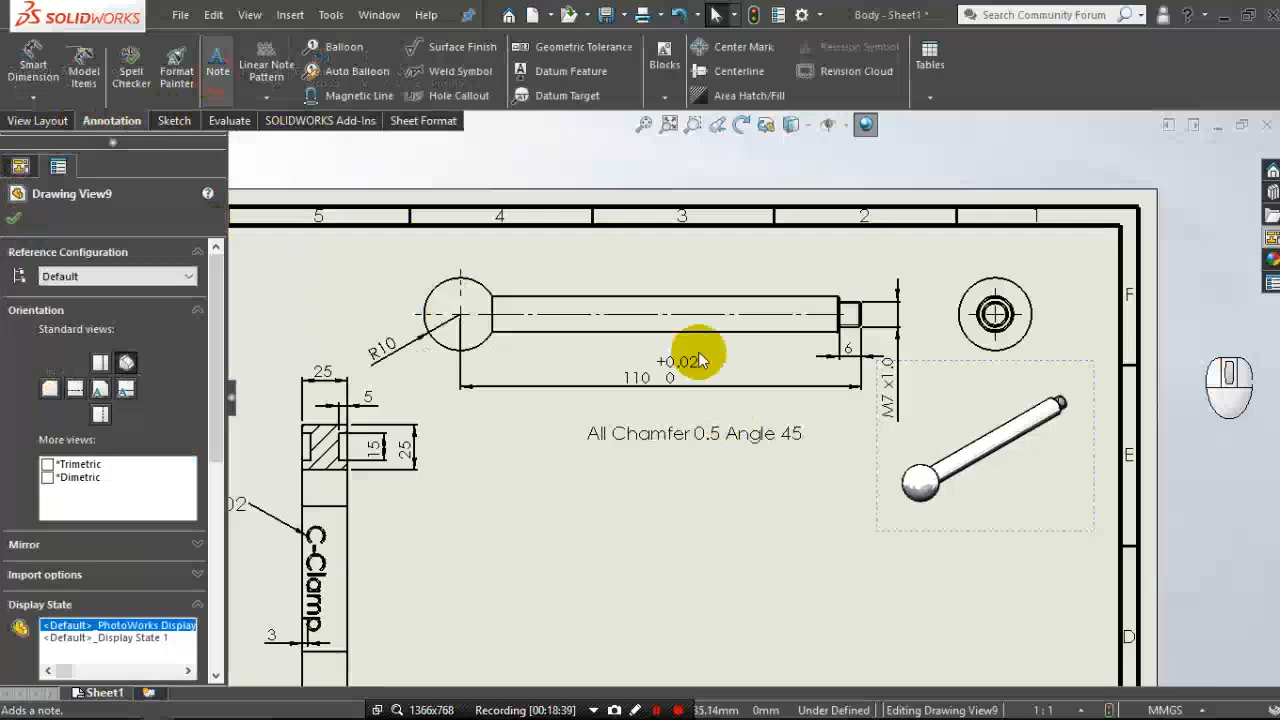 SOLIDWORKS File Edit View Insert Tools Window Help Body - Sheet1 * Search Community Forum
Smart Dimension
Model Items
Spell Checker
Format Painter
Note
Linear Note Pattern
Balloon
Auto Balloon
Magnetic Line
Surface Finish
Weld Symbol
Hole Callout
Geometric Tolerance
Datum Feature
Datum Target
Blocks
Center Mark
Centerline
Area Hatch/Fill
Revision Symbol
Revision Cloud
Tables
View Layout Annotation Sketch Evaluate SOLIDWORKS Add-Ins Sheet Format
Drawing View9
Reference Configuration
Default
Orientation
Standard views:
More views:
*Trimetric
*Dimetric
Mirror
Import options
Display State
<Default>_PhotoWorks Display
<Default>_Display State 1
5 4 3 2 1
F
E
D
R10
+0.02
110 0
6
M7 x1.0
25
5
15
25
All Chamfer 0.5 Angle 45
02
C-Clamp
3
Sheet1
Adds a note.
1366x768
Recording [00:18:39]
35.14mm 0mm Under Defined Editing Drawing View9 1 : 1 MMGS